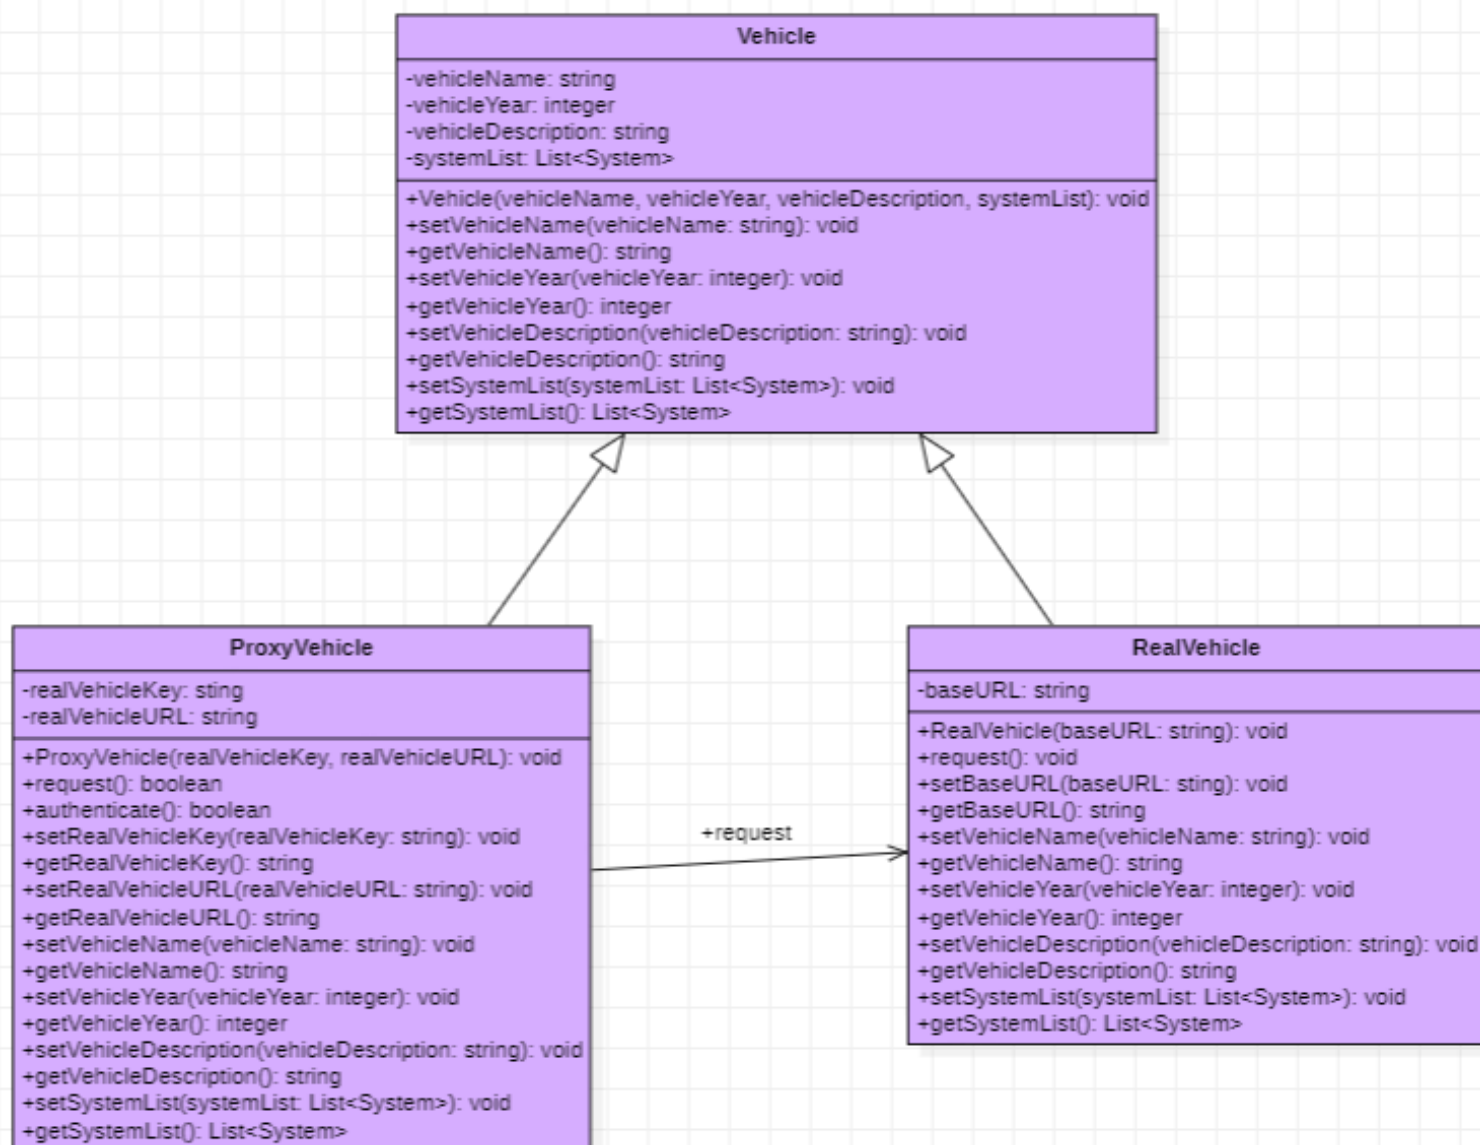 Vehicle
-vehicleName: string
-vehicleYear: integer
-vehicleDescription: string
-systemList: List<System>
+Vehicle(vehicleName, vehicleYear, vehicleDescription, systemList): void
+setVehicleName(vehicleName: string): void
+getVehicleName(): string
+setVehicleYear(vehicleYear: integer): void
+getVehicleYear(): integer
+setVehicleDescription(vehicleDescription: string): void
+getVehicleDescription(): string
+setSystemList(systemList: List<System>): void
+getSystemList(): List<System>
ProxyVehicle
-realVehicleKey: sting
-realVehicleURL: string
+ProxyVehicle(realVehicleKey, realVehicleURL): void
+request(): boolean
+authenticate(): boolean
+setRealVehicleKey(realVehicleKey: string): void
+getRealVehicleKey(): string
+setRealVehicleURL(realVehicleURL: string): void
+getRealVehicleURL(): string
+setVehicleName(vehicleName: string): void
+getVehicleName(): string
+setVehicleYear(vehicleYear: integer): void
+getVehicleYear(): integer
+setVehicleDescription(vehicleDescription: string): void
+getVehicleDescription(): string
+setSystemList(systemList: List<System>): void
+getSystemList(): List<System>
+request
RealVehicle
-baseURL: string
+RealVehicle(baseURL: string): void
+request(): void
+setBaseURL(baseURL: sting): void
+getBaseURL(): string
+setVehicleName(vehicleName: string): void
+getVehicleName(): string
+setVehicleYear(vehicleYear: integer): void
+getVehicleYear(): integer
+setVehicleDescription(vehicleDescription: string): void
+getVehicleDescription(): string
+setSystemList(systemList: List<System>): void
+getSystemList(): List<System>